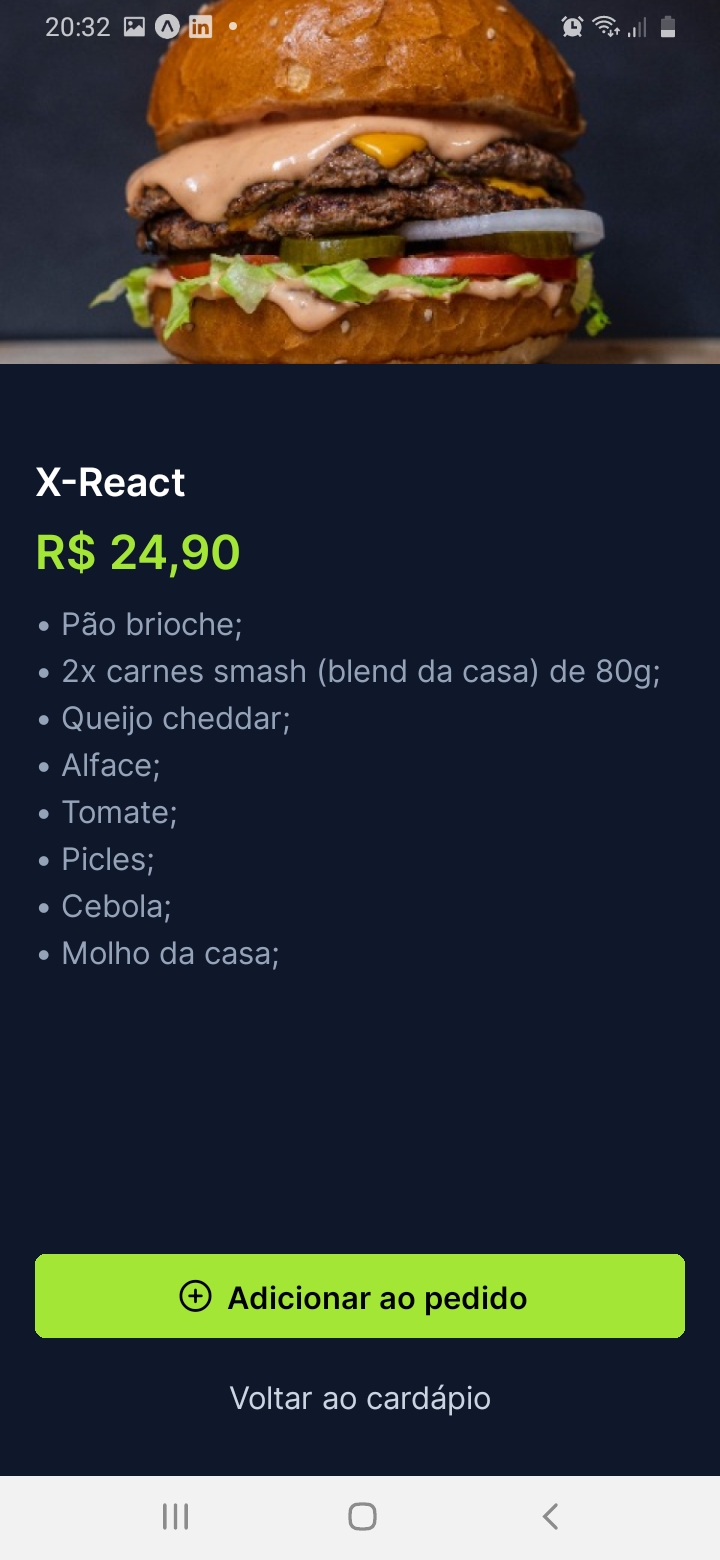 20:32
in
X-React
R$ 24,90
• Pão brioche;
• 2x carnes smash (blend da casa) de 80g;
• Queijo cheddar;
• Alface;
• Tomate;
• Picles;
• Cebola;
• Molho da casa;
Adicionar ao pedido
Voltar ao cardápio